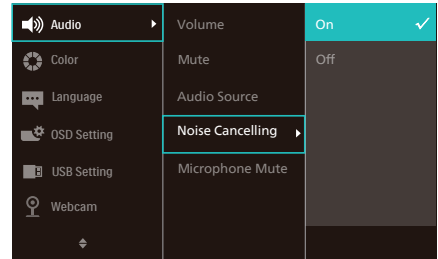 Audio
Color
Language
OSD Setting
USB Setting
Webcam
Volume
Mute
Audio Source
Noise Cancelling
Microphone Mute
On
Off